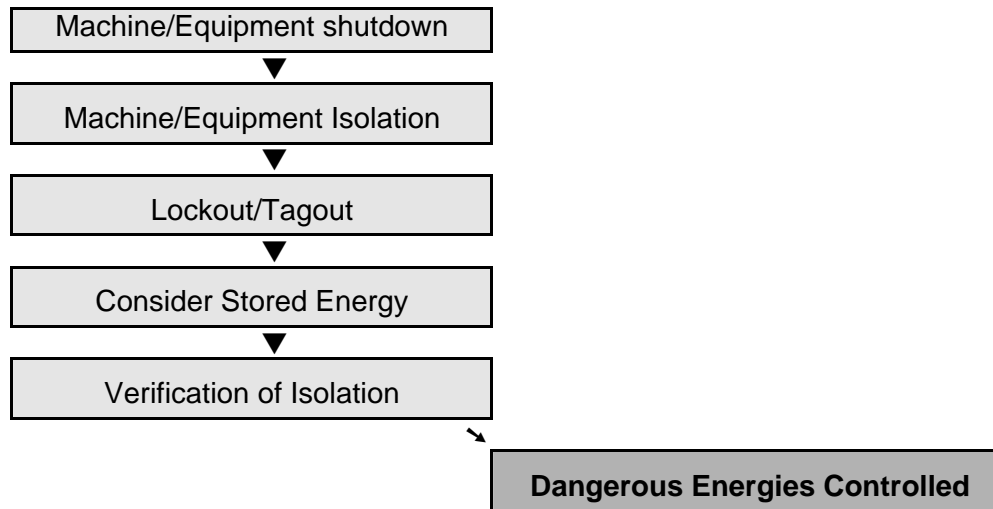 Machine/Equipment shutdown
Machine/Equipment Isolation
Lockout/Tagout
Consider Stored Energy
Verification of Isolation
Dangerous Energies Controlled